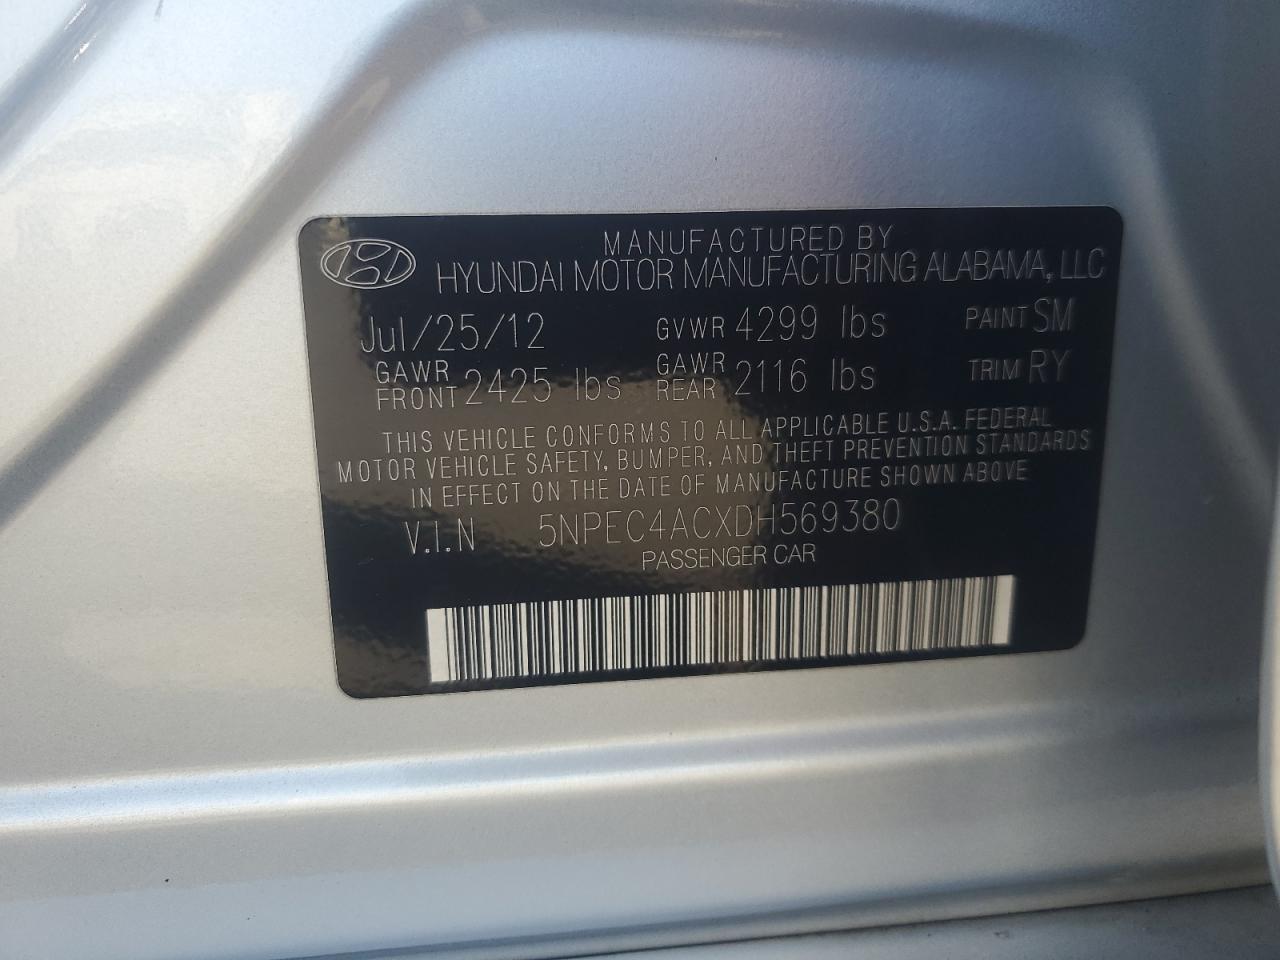 MANUFACTURED BY
HYUNDAI MOTOR MANUFACTURING ALABAMA, LLC
Jul/25/12 GVWR 4299 lbs PAINT SM
GAWR FRONT 2425 lbs GAWR REAR 2116 lbs TRIM RY
THIS VEHICLE CONFORMS TO ALL APPLICABLE U.S.A. FEDERAL
MOTOR VEHICLE SAFETY, BUMPER, AND THEFT PREVENTION STANDARDS
IN EFFECT ON THE DATE OF MANUFACTURE SHOWN ABOVE
V.I.N 5NPEC4ACXDH569380
PASSENGER CAR